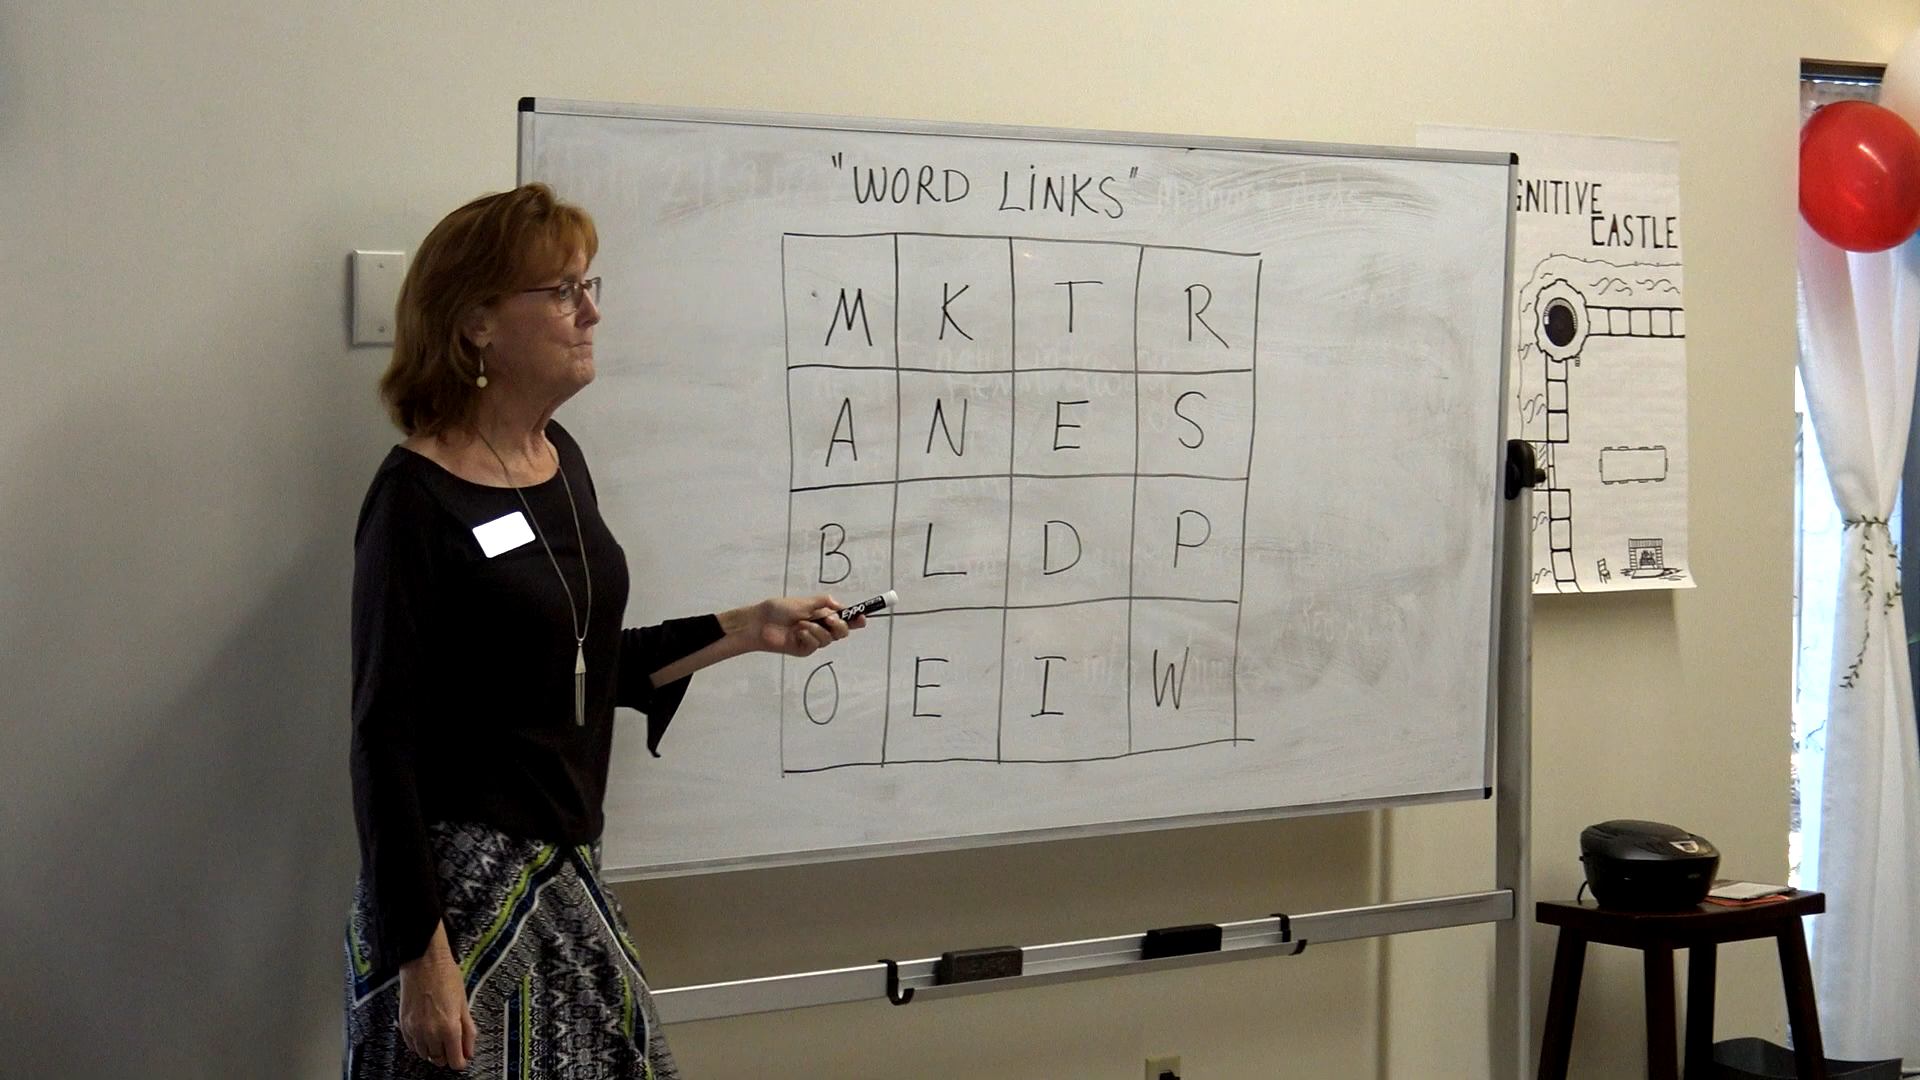 "WORD LINKS"
M K T R
A N E S
B L D P
O E I W
GNITIVE
CASTLE
EXPO